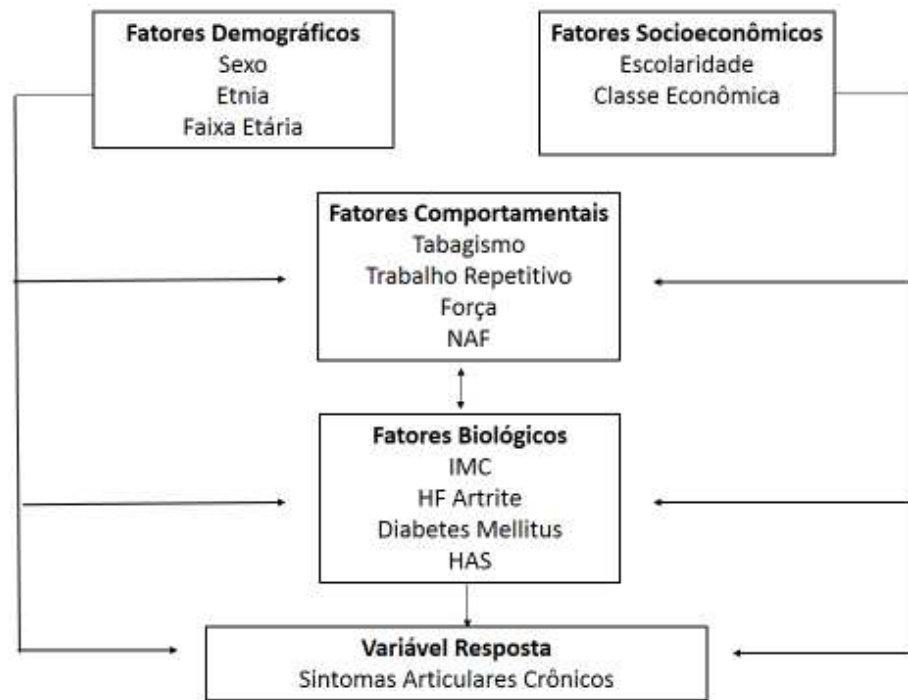 Fatores Demográficos
Sexo
Etnia
Faixa Etária
Fatores Socioeconômicos
Escolaridade
Classe Econômica
Fatores Comportamentais
Tabagismo
Trabalho Repetitivo
Força
NAF
Fatores Biológicos
IMC
HF Artrite
Diabetes Mellitus
HAS
Variável Resposta
Sintomas Articulares Crônicos